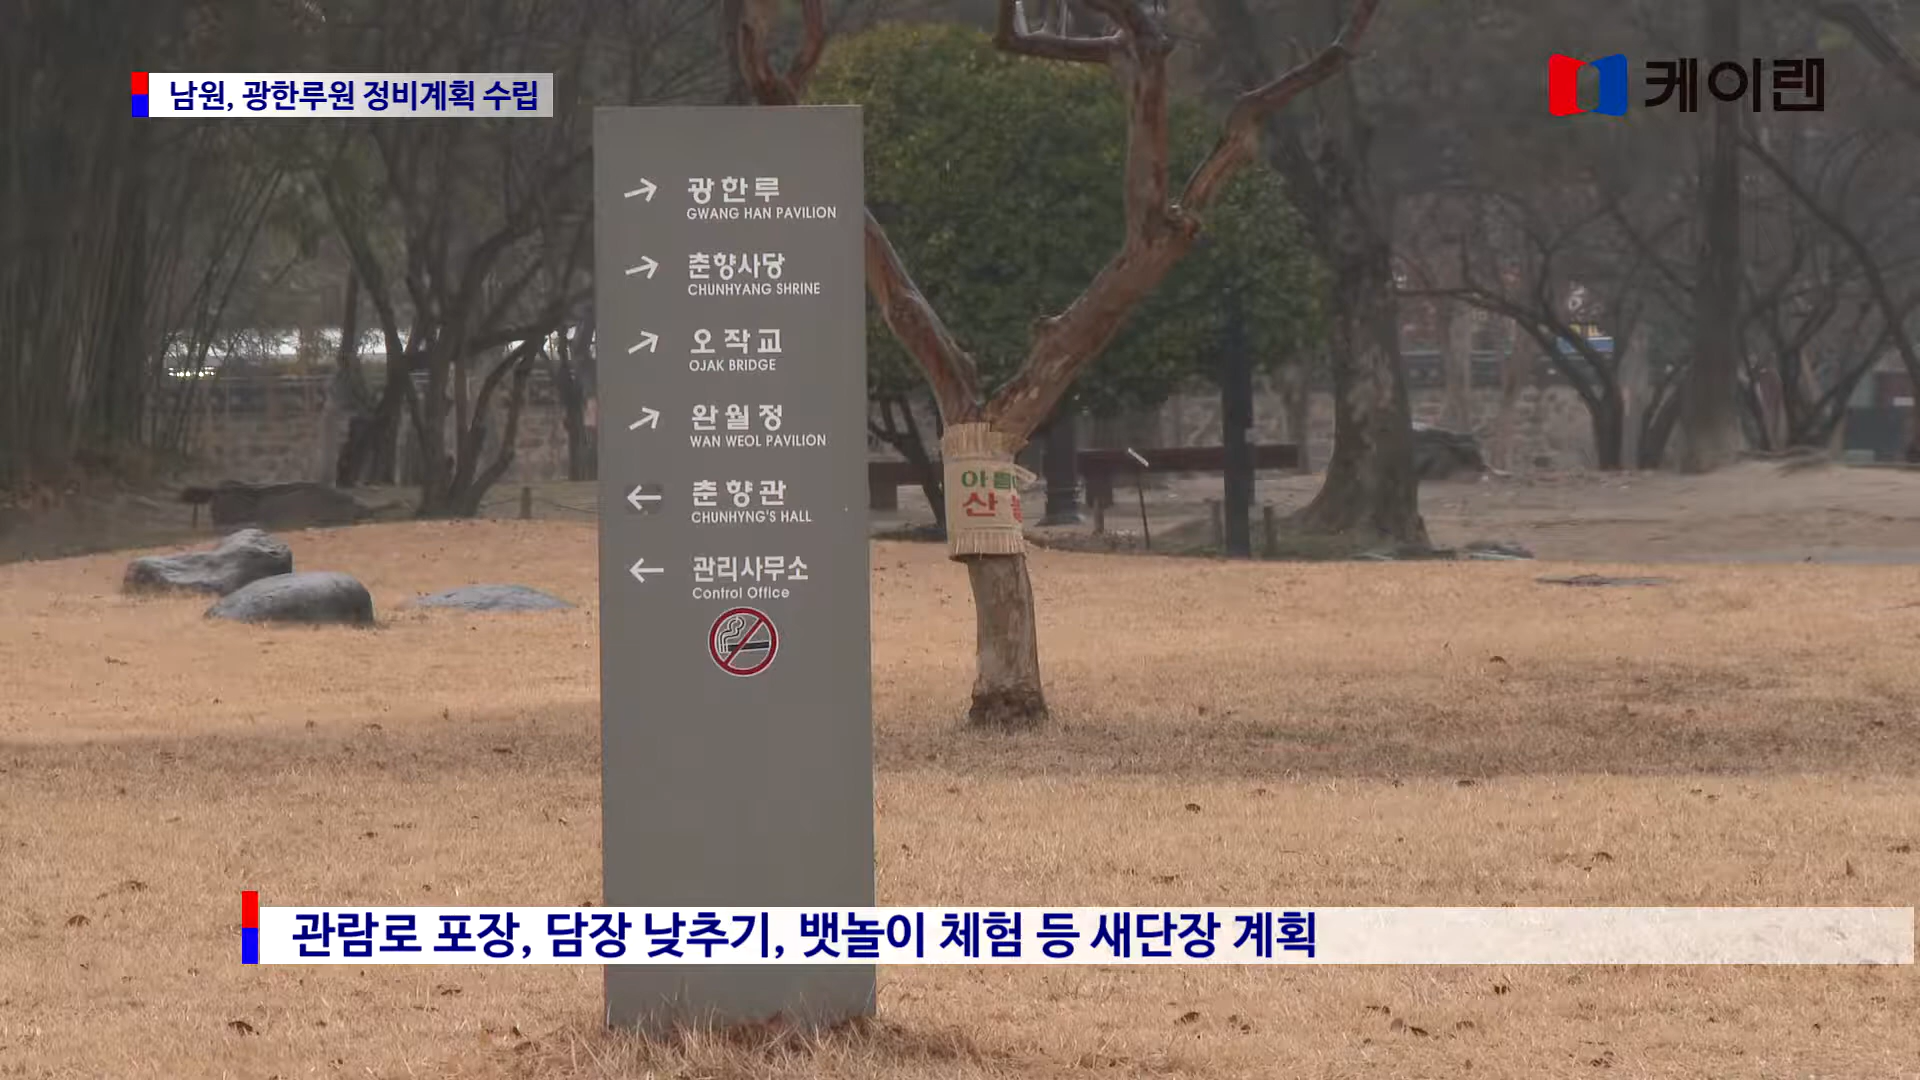 남원, 광한루원 정비계획 수립
케이렌
광한루
GWANG HAN PAVILION
춘향사당
CHUNHYANG SHRINE
오작교
OJAK BRIDGE
완월정
WAN WEOL PAVILION
춘향관
CHUNHYNG'S HALL
관리사무소
Control Office
산
관람로 포장, 담장 낮추기, 뱃놀이 체험 등 새단장 계획